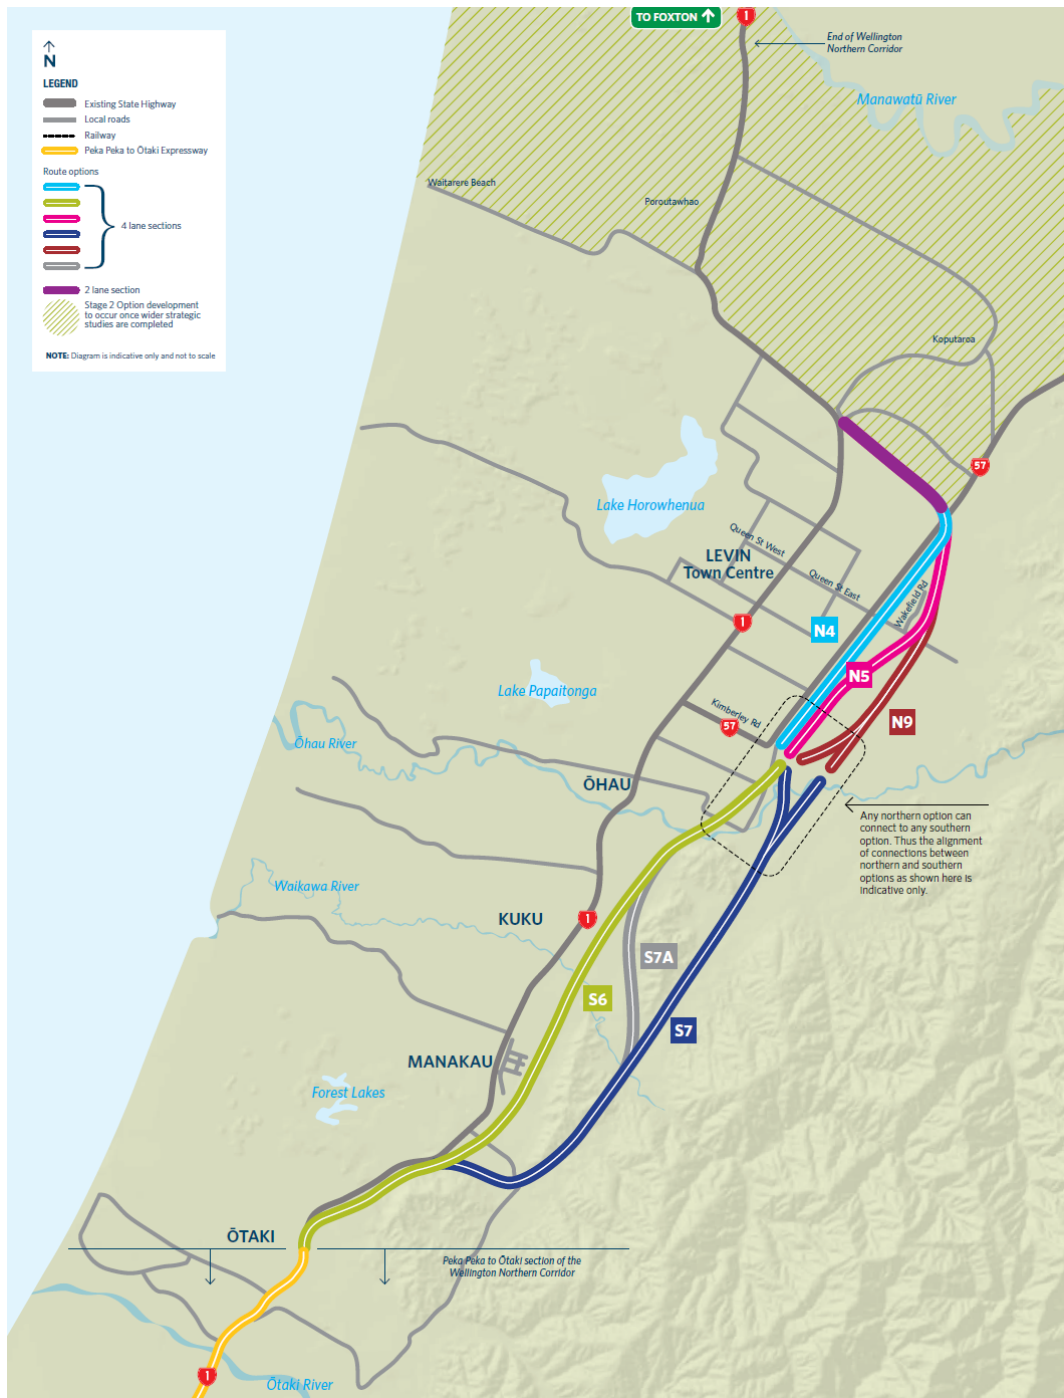 TO FOXTON
1
End of Wellington
Northern Corridor
N
LEGEND
Existing State Highway
Local roads
Railway
Peka Peka to Ōtaki Expressway
Route options
4 lane sections
2 lane section
Stage 2 Option development
to occur once wider strategic
studies are completed
NOTE: Diagram is indicative only and not to scale
Manawatū River
Waitarere Beach
Poroutawhao
Koputaroa
57
Lake Horowhenua
Queen St West
LEVIN
Town Centre
Queen St East
Wakefield Rd
1
N4
N5
Lake Papaitonga
Kimberley Rd
57
N9
Ōhau River
ŌHAU
Any northern option can
connect to any southern
option. Thus the alignment
of connections between
northern and southern
options as shown here is
indicative only.
Waikawa River
KUKU
1
S7A
S6
S7
MANAKAU
Forest Lakes
ŌTAKI
Peka Peka to Ōtaki section of the
Wellington Northern Corridor
1
Ōtaki River